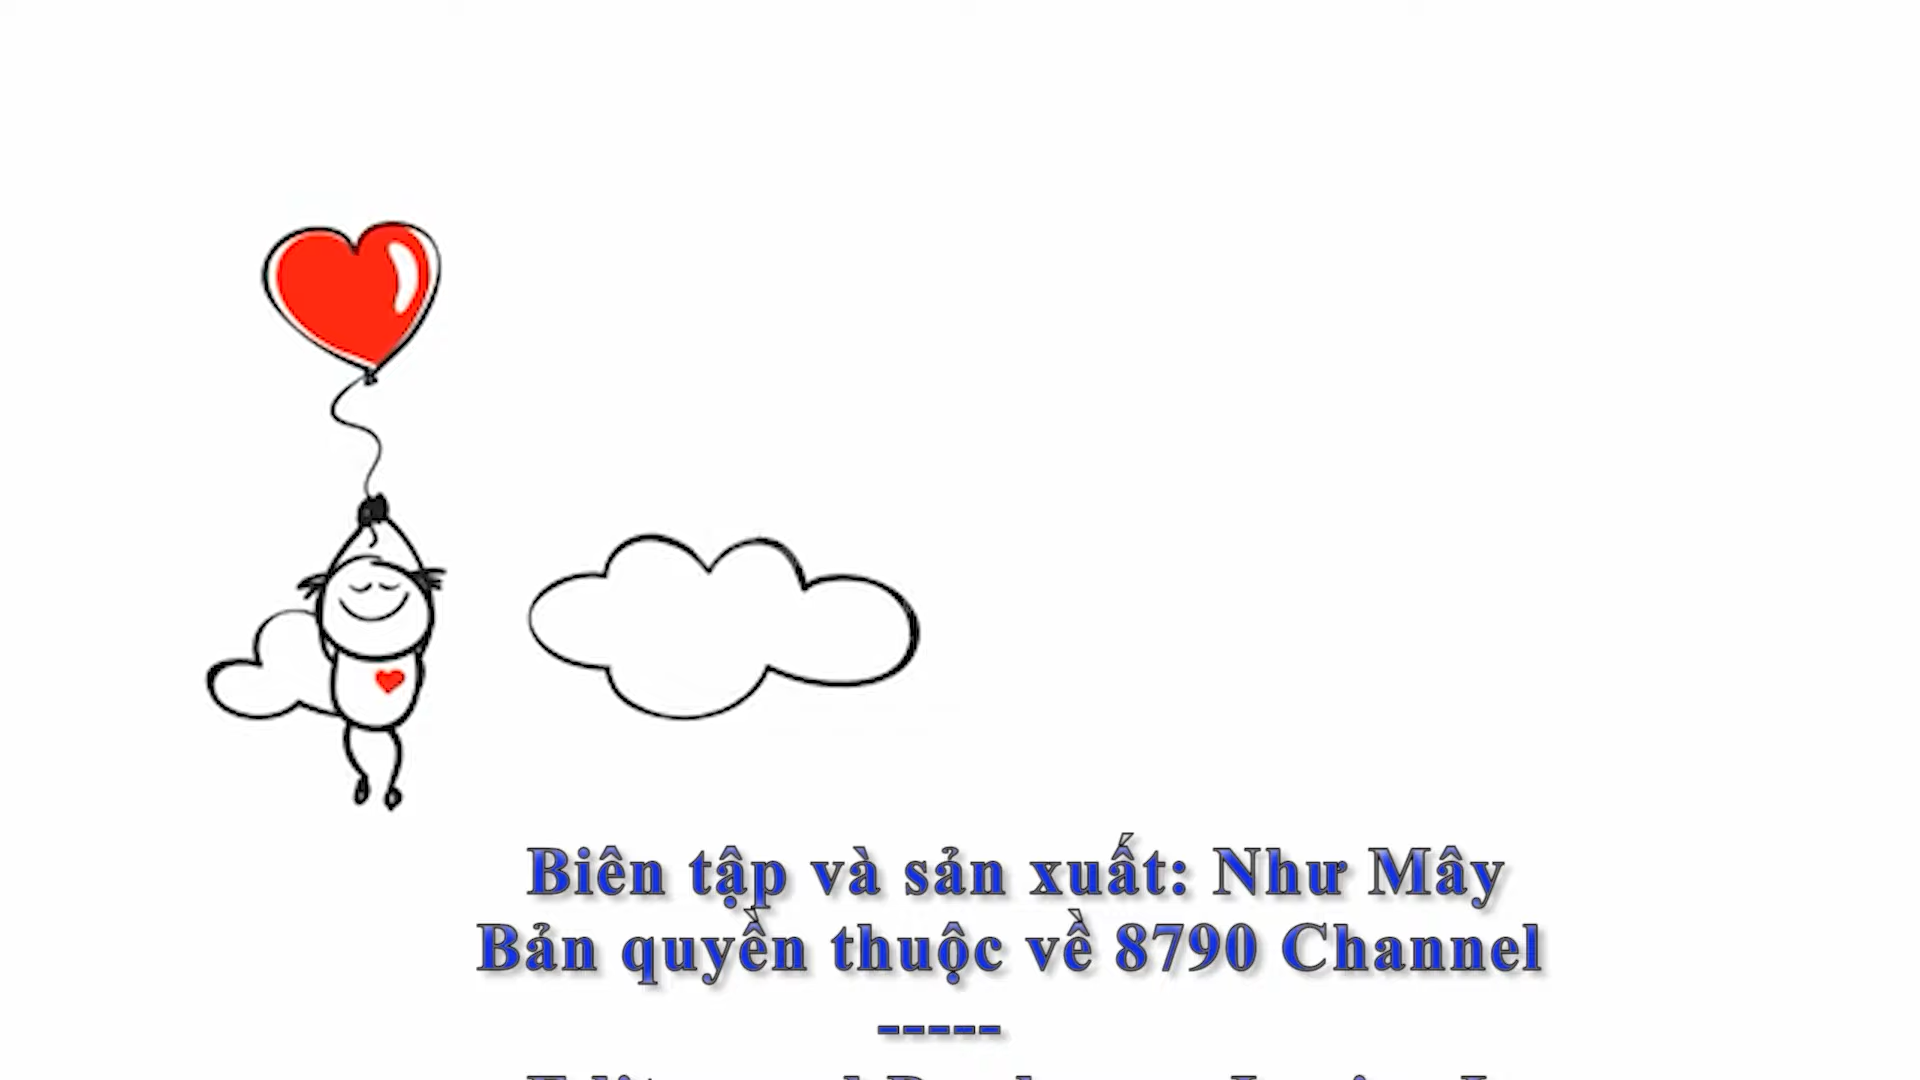 Biên tập và sản xuất: Như Mây
Bản quyền thuộc về 8790 Channel
-----